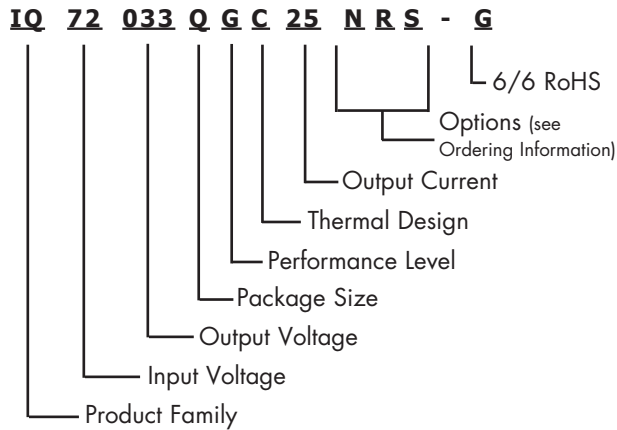 IQ 72 033 Q G C 25 N R S - G
6/6 RoHS
Options (see
Ordering Information)
Output Current
Thermal Design
Performance Level
Package Size
Output Voltage
Input Voltage
Product Family